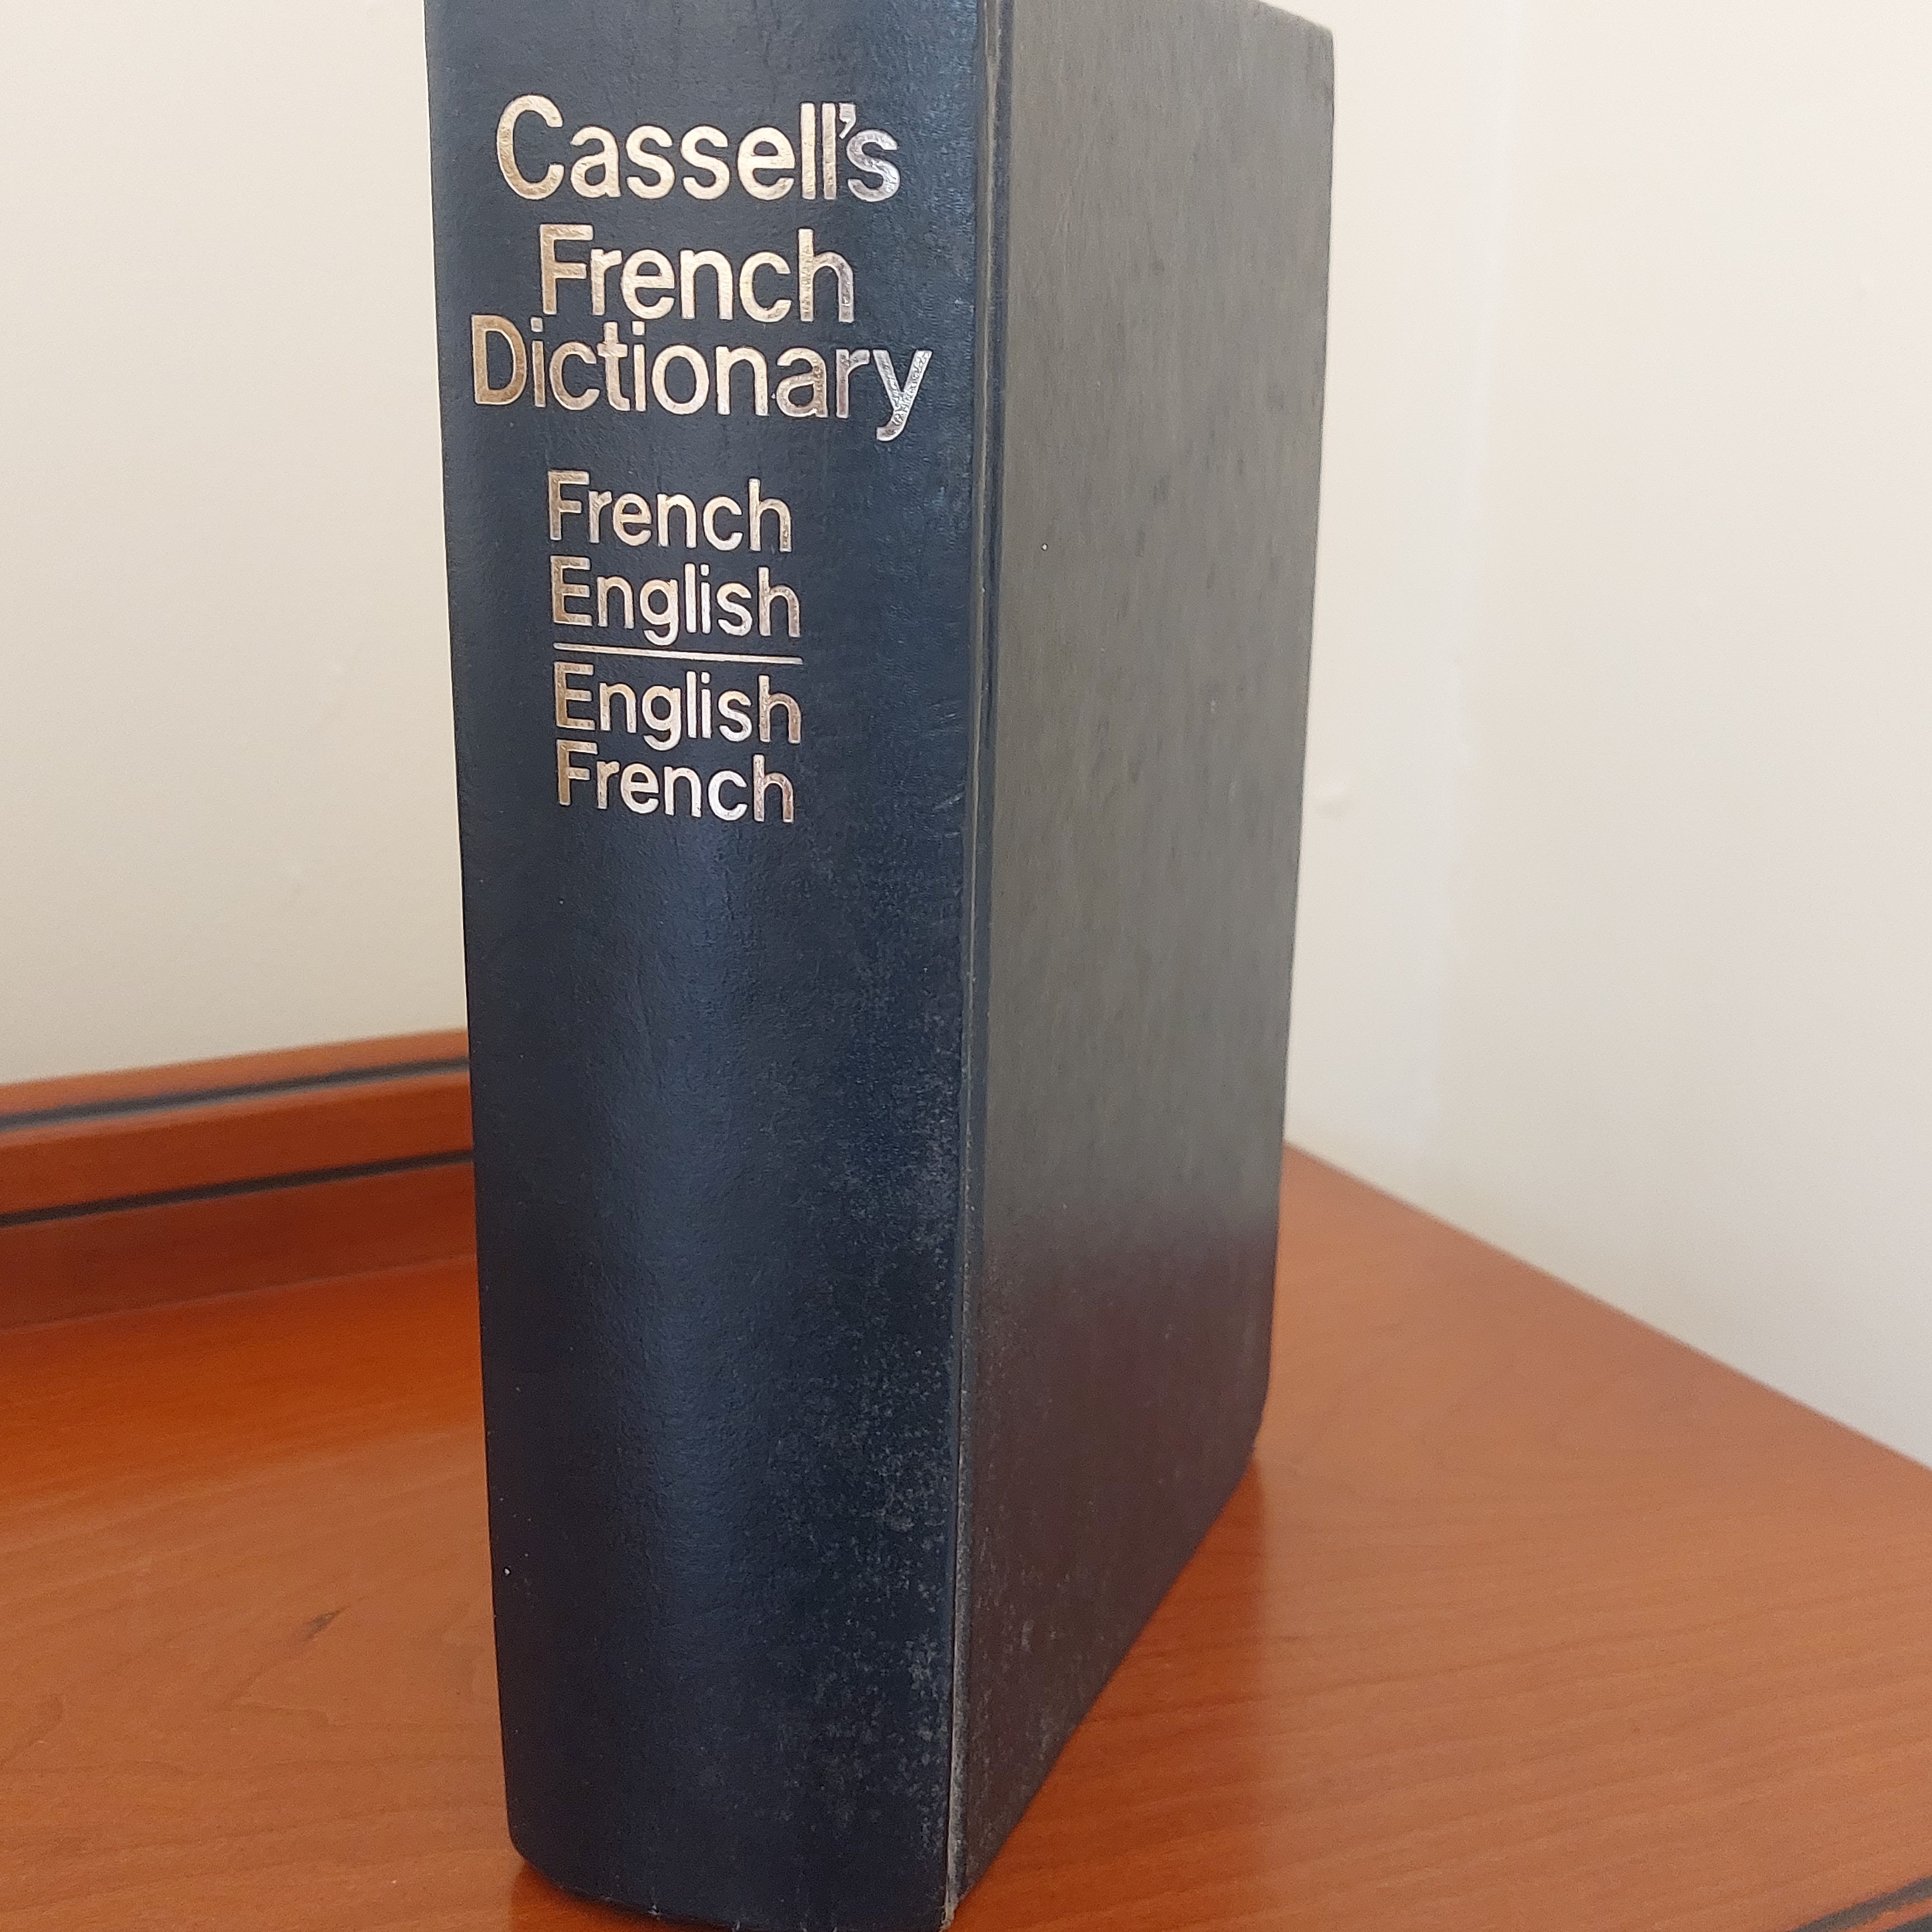 Cassell's
French
Dictionary
French
English
English
French